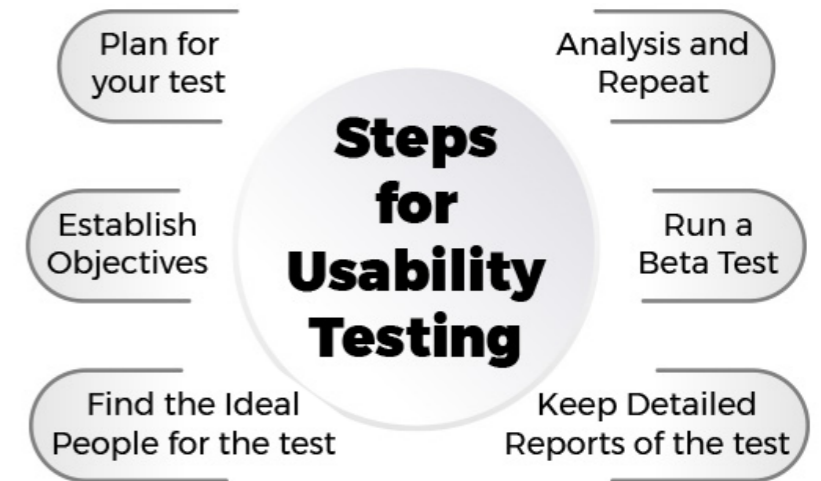 Plan for
your test
Establish
Objectives
Find the Ideal
People for the test
Steps
for
Usability
Testing
Analysis and
Repeat
Run a
Beta Test
Keep Detailed
Reports of the test